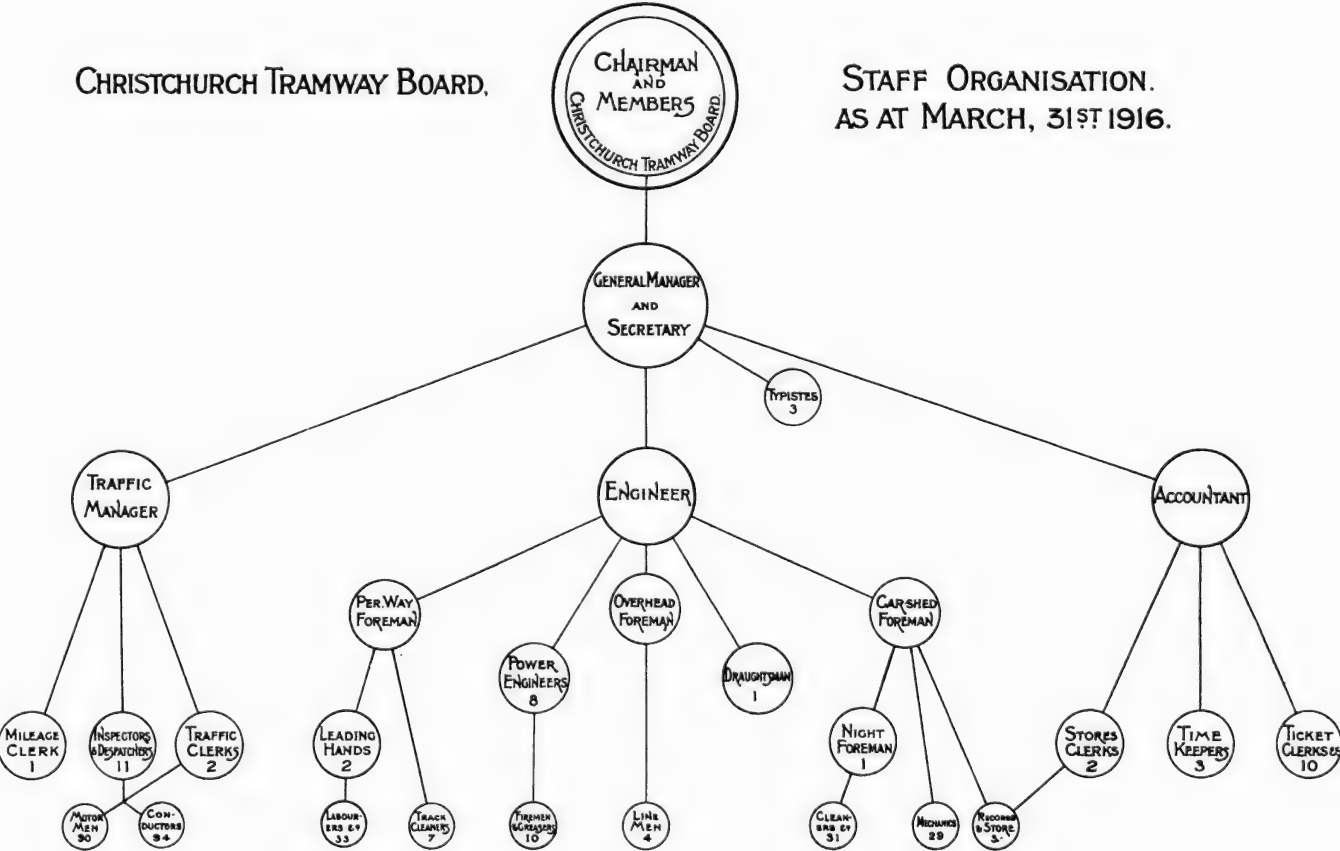 CHRISTCHURCH TRAMWAY BOARD.
CHAIRMAN
AND
MEMBERS
CHRISTCHURCH TRAMWAY BOARD.
STAFF ORGANISATION.
AS AT MARCH, 31ST 1916.
GENERAL MANAGER
AND
SECRETARY
TYPISTES
3
TRAFFIC
MANAGER
ENGINEER
ACCOUNTANT
PER. WAY
FOREMAN
OVERHEAD
FOREMAN
CAR-SHED
FOREMAN
POWER
ENGINEERS
8
DRAUGHTSMAN
1
MILEAGE
CLERK
1
INSPECTORS
& DESPATCHERS
11
TRAFFIC
CLERKS
2
LEADING
HANDS
2
NIGHT
FOREMAN
1
STORES
CLERKS
2
TIME
KEEPERS
3
TICKET
CLERKS &c
10
MOTOR
MEN
90
CON-
DUCTORS
94
LABOUR-
ERS &c
33
TRACK
CLEANERS
7
FIREMEN
& GREASERS
10
LINE
MEN
4
CLEAN-
ERS &c
31
MECHANICS
29
RECORDS
& STORE
3